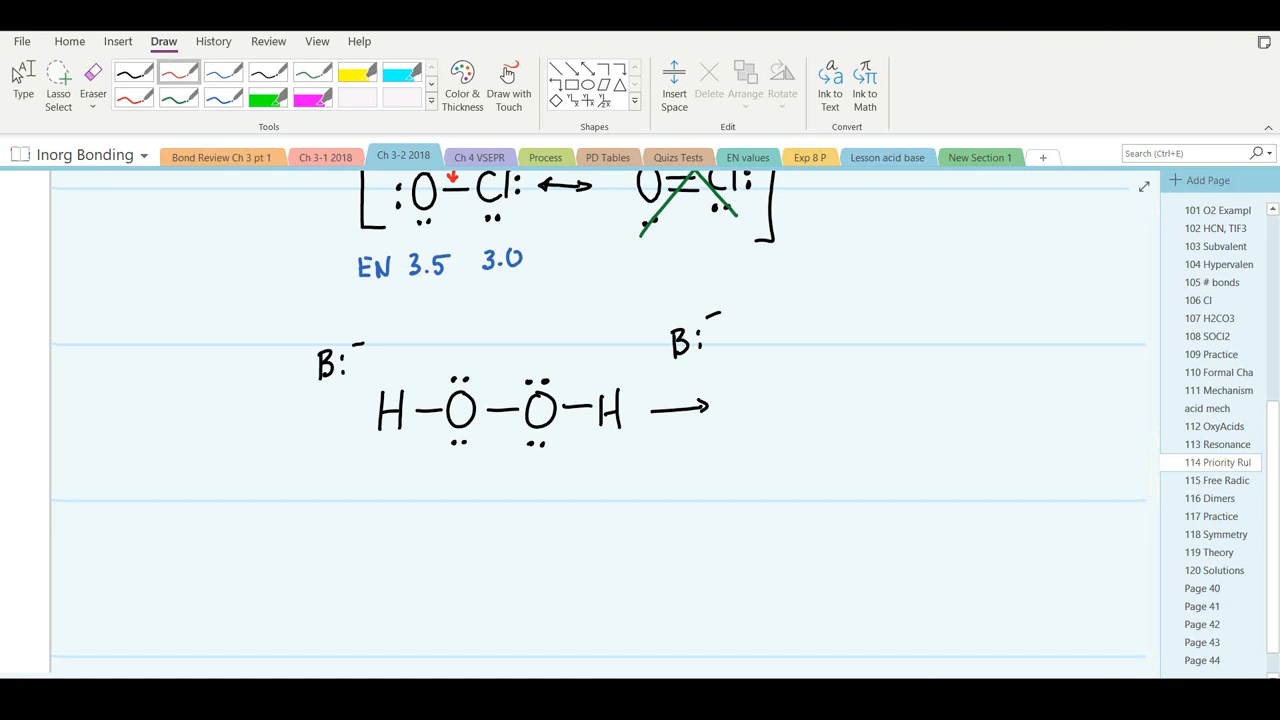 File Home Insert Draw History Review View Help
Type Lasso Select Eraser Color & Thickness Draw with Touch Insert Space Delete Arrange Rotate Ink to Text Ink to Math
Tools Shapes Edit Convert
Inorg Bonding Bond Review Ch 3 pt 1 Ch 3-1 2018 Ch 3-2 2018 Ch 4 VSEPR Process PD Tables Quizs Tests EN values Exp 8 P Lesson acid base New Section 1 + Search (Ctrl+E)
+ Add Page
101 O2 Exampl
102 HCN, TIF3
103 Subvalent
104 Hypervalen
105 # bonds
106 CI
107 H2CO3
108 SOCI2
109 Practice
110 Formal Cha
111 Mechanism
acid mech
112 OxyAcids
113 Resonance
114 Priority Rul
115 Free Radic
116 Dimers
117 Practice
118 Symmetry
119 Theory
120 Solutions
Page 40
Page 41
Page 42
Page 43
Page 44
[ :O — Cl: ↔ O = Cl: ]
EN 3.5 3.0
B:⁻ B:⁻
H — O — O — H →